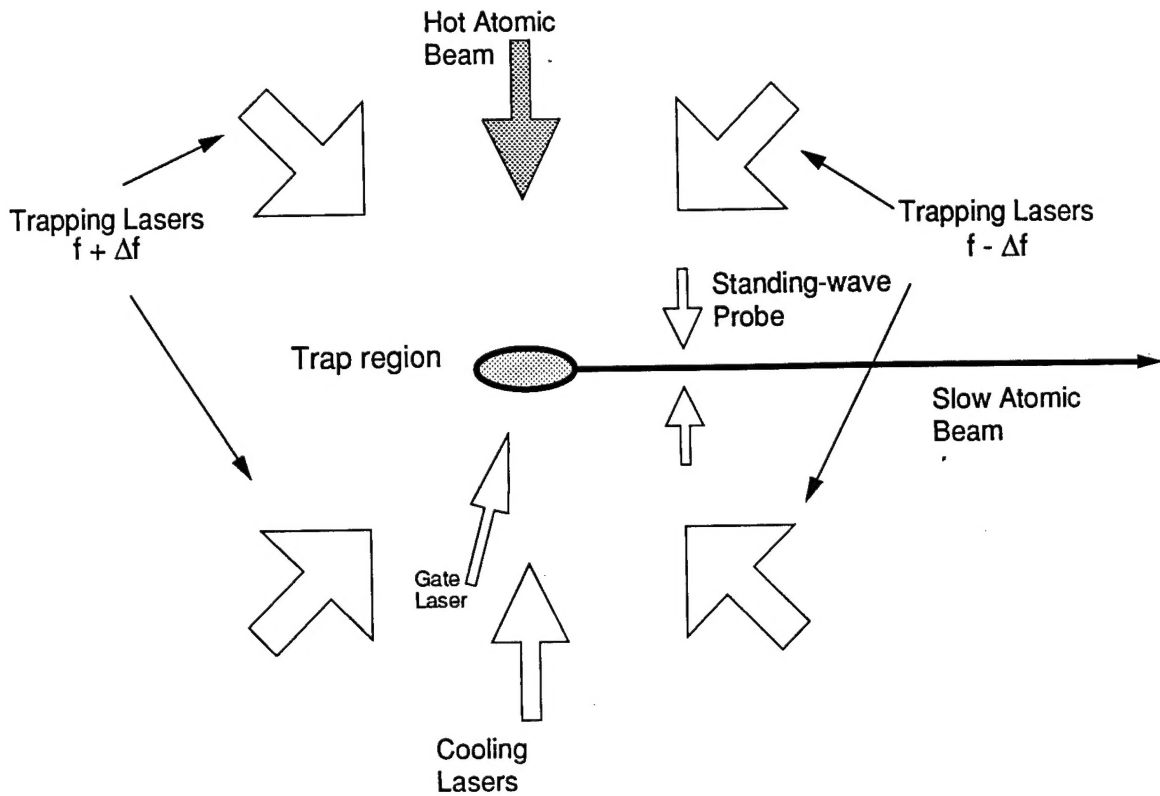 Hot Atomic
Beam
Trapping Lasers
f + Δf
Trapping Lasers
f - Δf
Standing-wave
Probe
Trap region
Slow Atomic
Beam
Gate
Laser
Cooling
Lasers